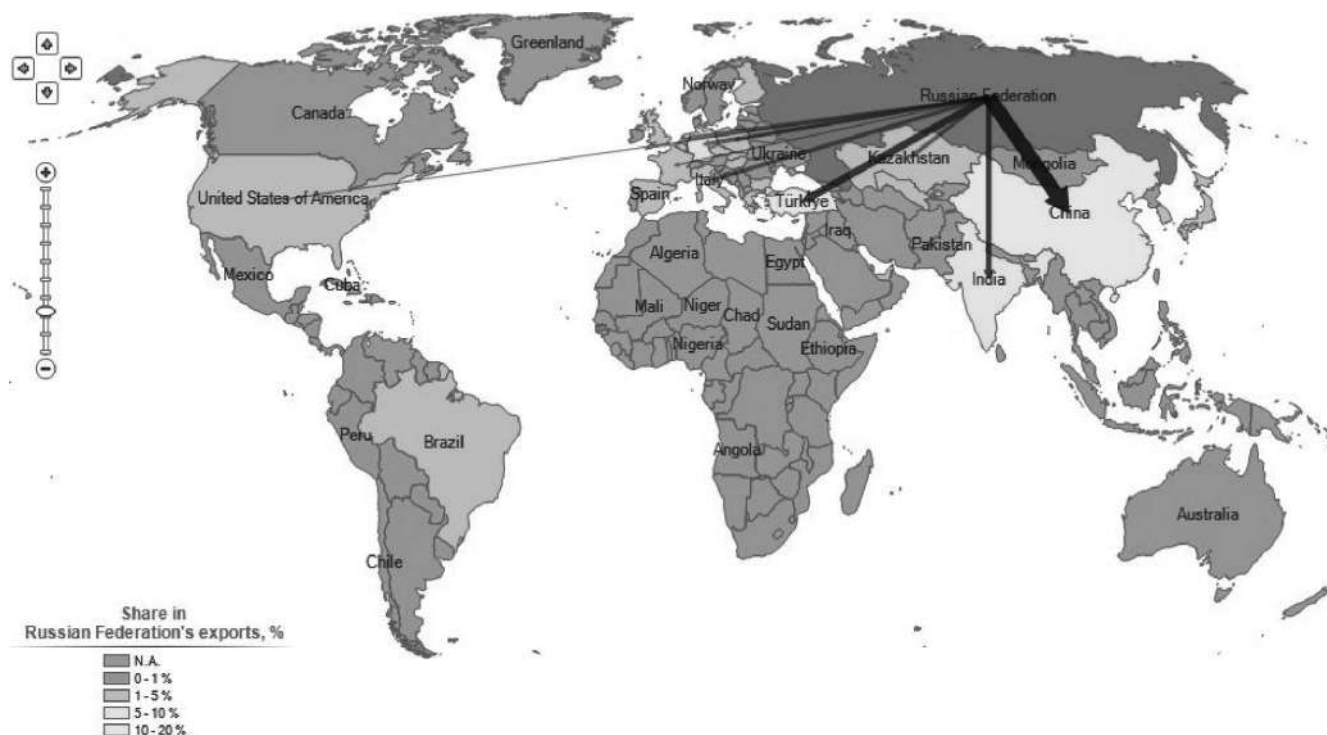 Greenland
Norway
Russian Federation
Canada
Ukraine
Kazakhstan
Mongolia
United States of America
Spain
Italy
Türkiye
China
Iraq
Pakistan
Algeria
Egypt
India
Mexico
Cuba
Mali
Niger
Chad
Sudan
Nigeria
Ethiopia
Peru
Brazil
Angola
Australia
Chile
Share in
Russian Federation's exports, %
N.A.
0 - 1 %
1 - 5 %
5 - 10 %
10 - 20 %